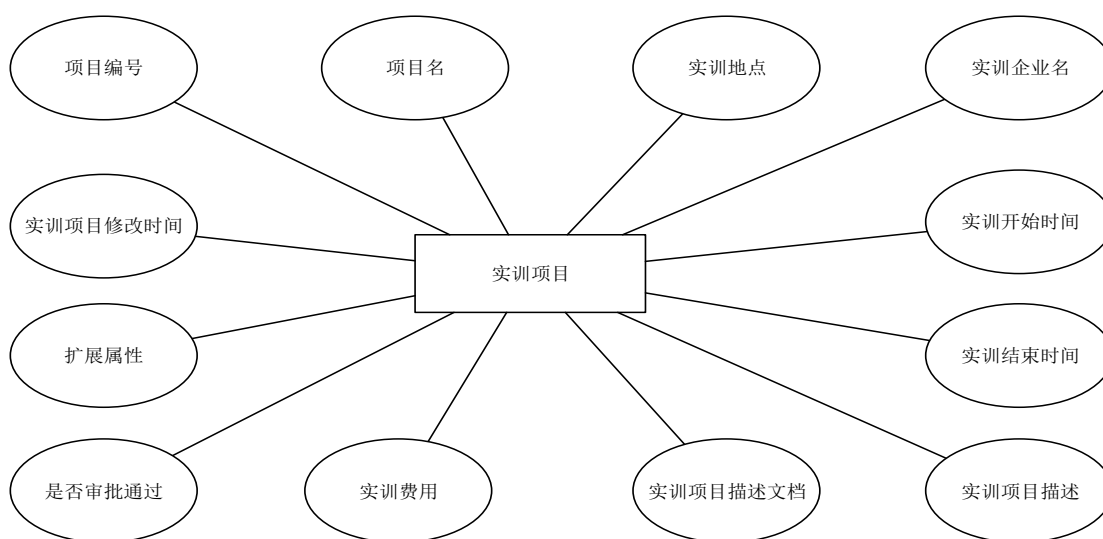 项目编号
项目名
实训地点
实训企业名
实训项目修改时间
实训开始时间
实训项目
扩展属性
实训结束时间
是否审批通过
实训费用
实训项目描述文档
实训项目描述